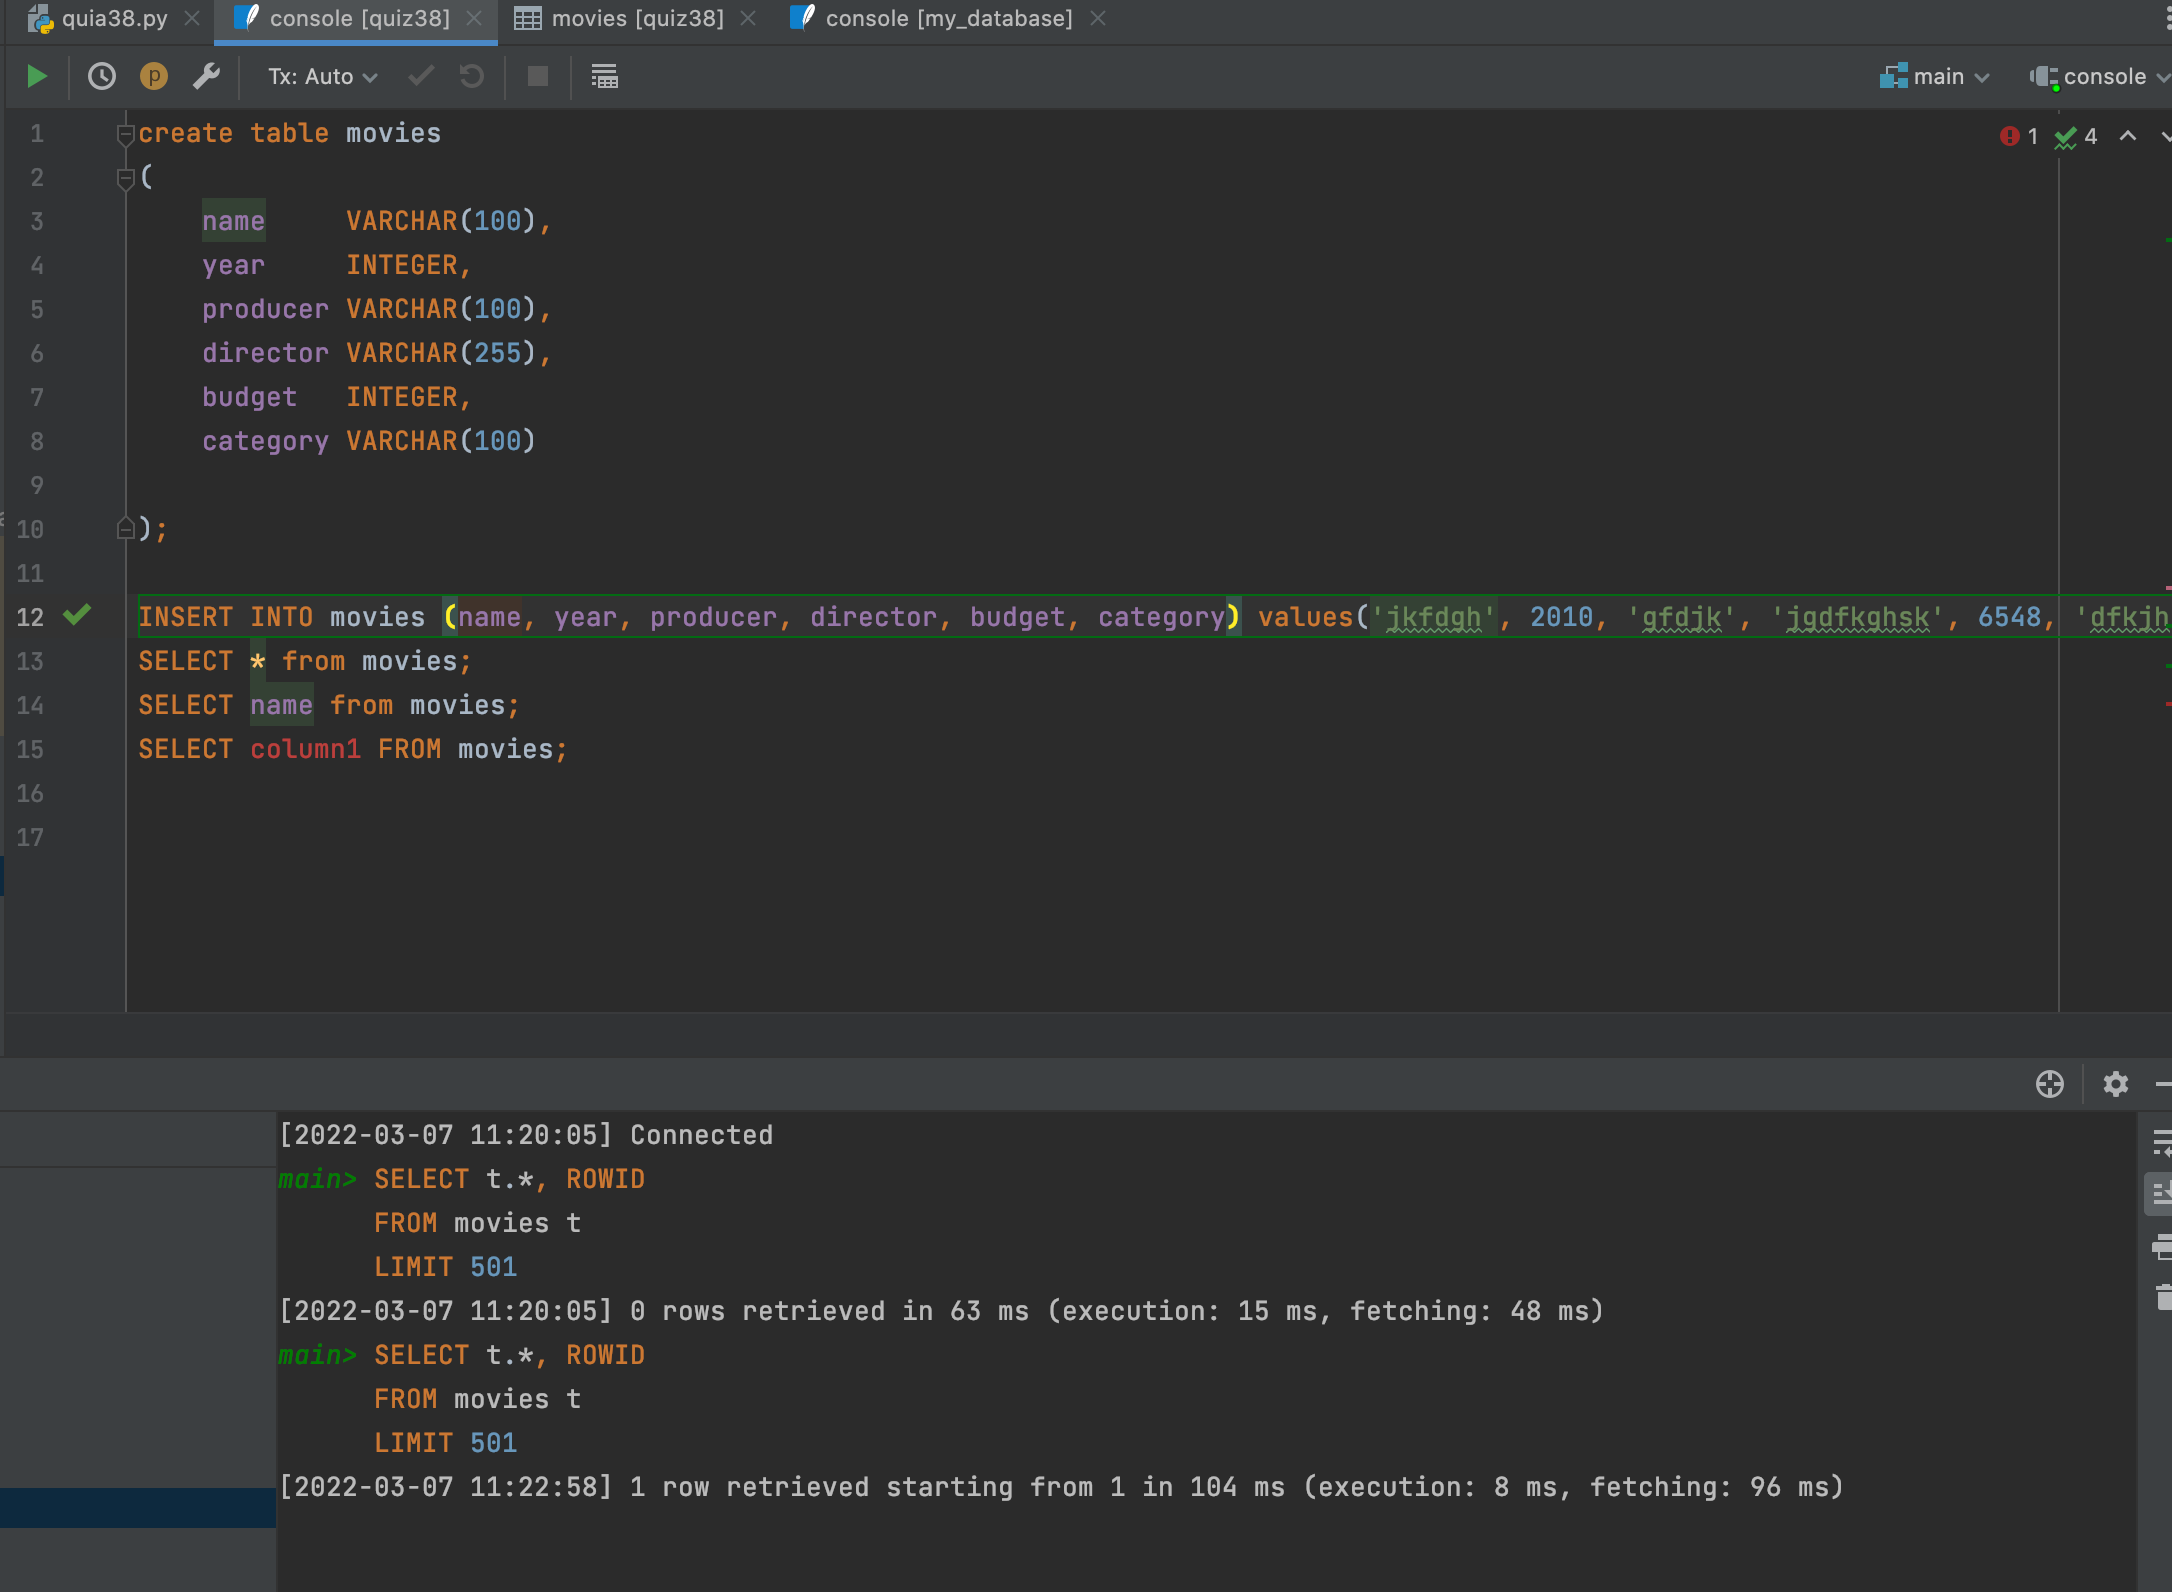 quia38.py console [quiz38] movies [quiz38] console [my_database]
Tx: Auto main console
1 create table movies 1 4
2 (
3 name VARCHAR(100),
4 year INTEGER,
5 producer VARCHAR(100),
6 director VARCHAR(255),
7 budget INTEGER,
8 category VARCHAR(100)
9
10 );
11
12 INSERT INTO movies (name, year, producer, director, budget, category) values('jkfdgh', 2010, 'gfdjk', 'jgdfkghsk', 6548, 'dfkjh
13 SELECT * from movies;
14 SELECT name from movies;
15 SELECT column1 FROM movies;
16
17
[2022-03-07 11:20:05] Connected
main> SELECT t.*, ROWID
FROM movies t
LIMIT 501
[2022-03-07 11:20:05] 0 rows retrieved in 63 ms (execution: 15 ms, fetching: 48 ms)
main> SELECT t.*, ROWID
FROM movies t
LIMIT 501
[2022-03-07 11:22:58] 1 row retrieved starting from 1 in 104 ms (execution: 8 ms, fetching: 96 ms)